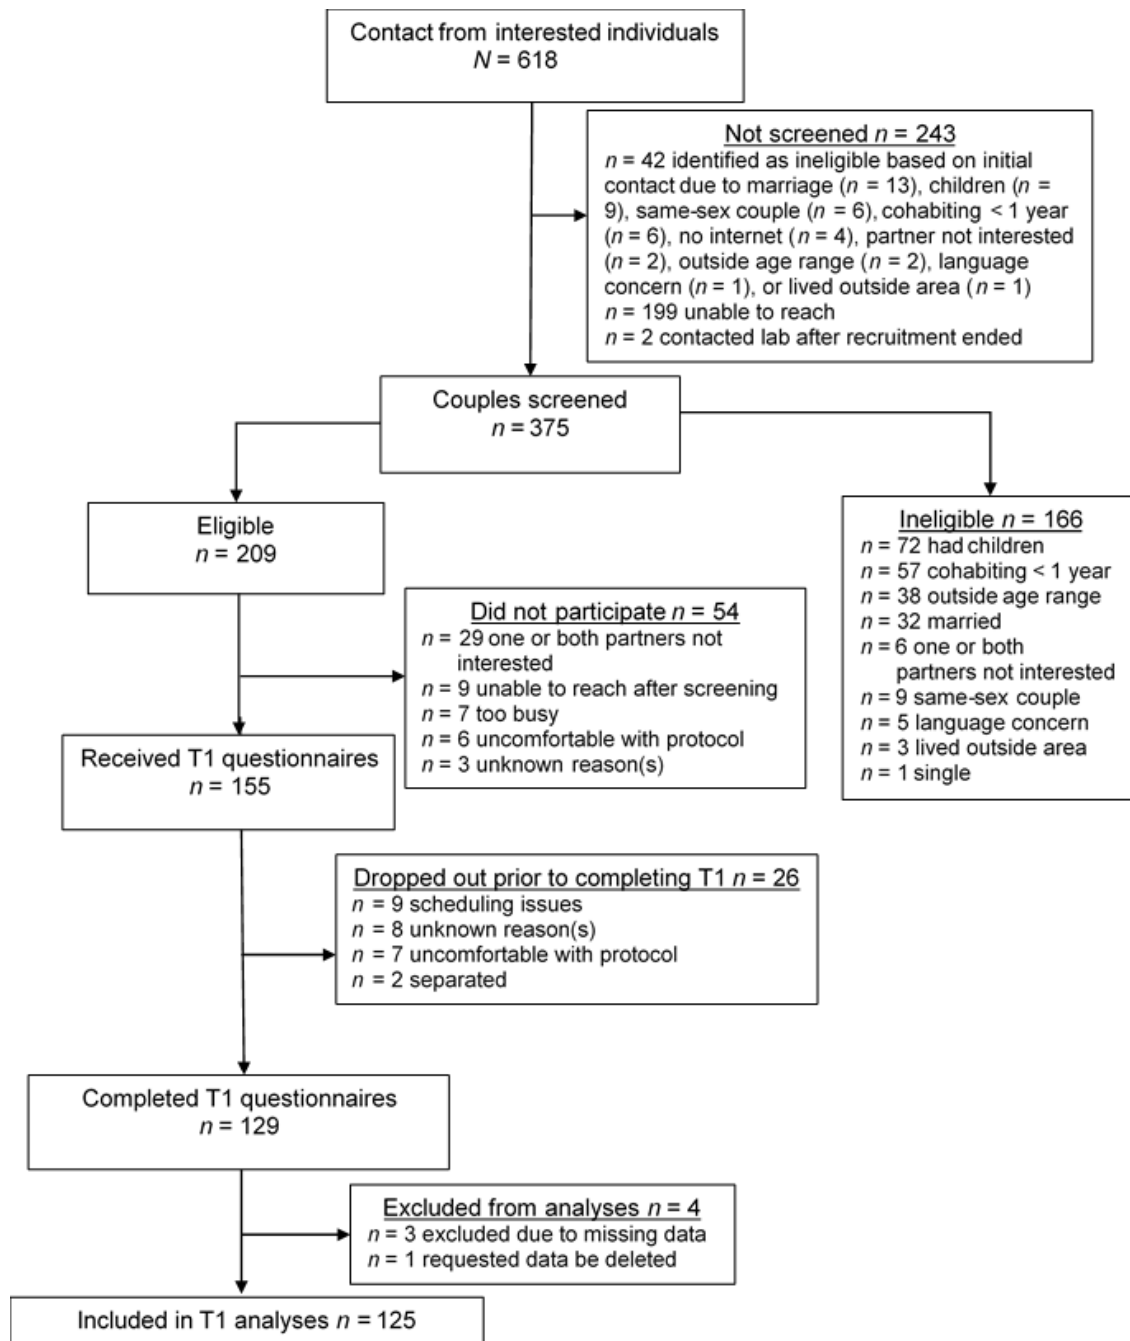 Contact from interested individuals
N = 618
Not screened n = 243
n = 42 identified as ineligible based on initial
contact due to marriage (n = 13), children (n =
9), same-sex couple (n = 6), cohabiting < 1 year
(n = 6), no internet (n = 4), partner not interested
(n = 2), outside age range (n = 2), language
concern (n = 1), or lived outside area (n = 1)
n = 199 unable to reach
n = 2 contacted lab after recruitment ended
Couples screened
n = 375
Eligible
n = 209
Ineligible n = 166
n = 72 had children
n = 57 cohabiting < 1 year
n = 38 outside age range
n = 32 married
n = 6 one or both
partners not interested
n = 9 same-sex couple
n = 5 language concern
n = 3 lived outside area
n = 1 single
Did not participate n = 54
n = 29 one or both partners not
interested
n = 9 unable to reach after screening
n = 7 too busy
n = 6 uncomfortable with protocol
n = 3 unknown reason(s)
Received T1 questionnaires
n = 155
Dropped out prior to completing T1 n = 26
n = 9 scheduling issues
n = 8 unknown reason(s)
n = 7 uncomfortable with protocol
n = 2 separated
Completed T1 questionnaires
n = 129
Excluded from analyses n = 4
n = 3 excluded due to missing data
n = 1 requested data be deleted
Included in T1 analyses n = 125